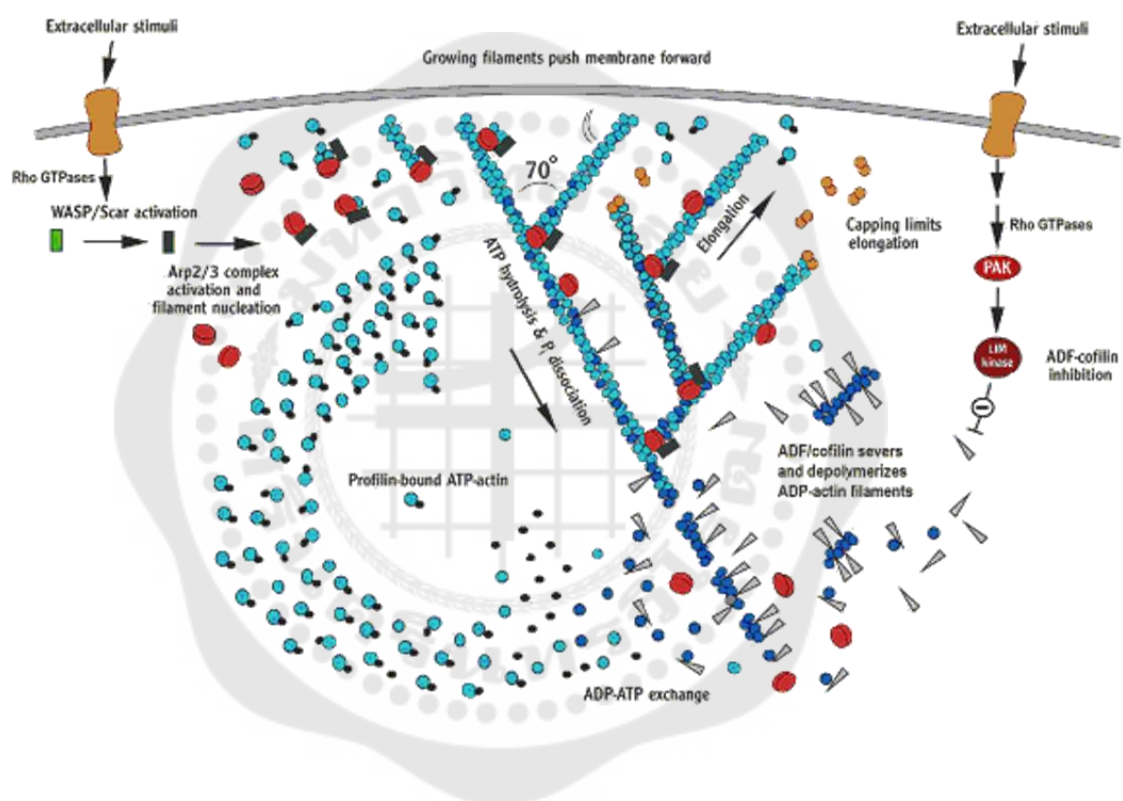 Extracellular stimuli
Extracellular stimuli
Growing filaments push membrane forward
Rho GTPases
WASP/Scar activation
Arp2/3 complex
activation and
filament nucleation
70°
ATP hydrolysis & Pi dissociation
Elongation
Capping limits
elongation
Rho GTPases
PAK
LIM
kinase
ADF-cofilin
inhibition
ADF/cofilin severs
and depolymerizes
ADP-actin filaments
Profilin-bound ATP-actin
ADP-ATP exchange